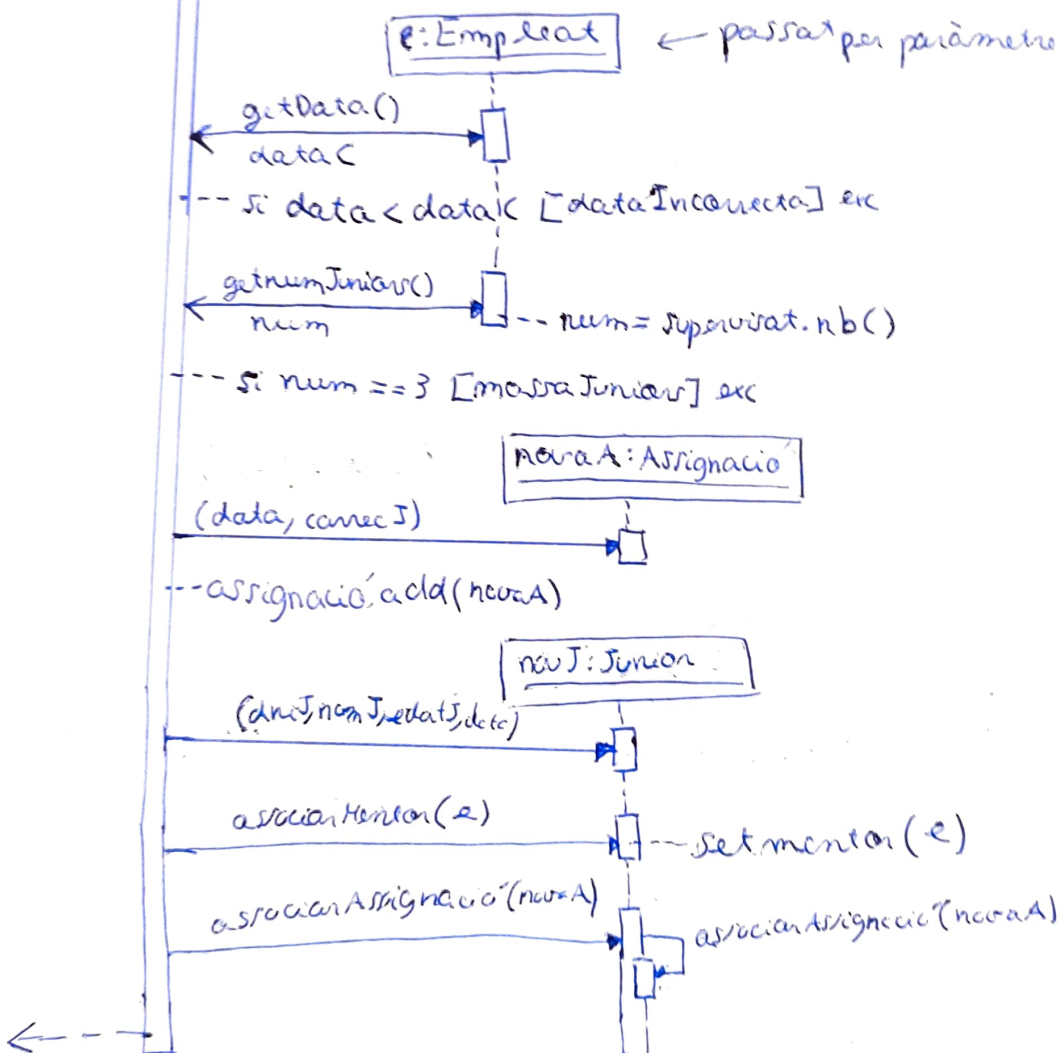 e:Empleat
← passat per paràmetre
getData()
dataC
si data < dataC [dataIncorrecta] exc
getnumJuniors()
num
num = supervisat.nb()
si num == 3 [massaJuniors] exc
novaA:Assignació
(data, carrecJ)
assignació.add(novaA)
nouJ:Junior
(dniJ, nomJ, edatJ, data)
associarMentor(e)
setmentor(e)
associarAssignació(novaA)
associarAssignació(novaA)